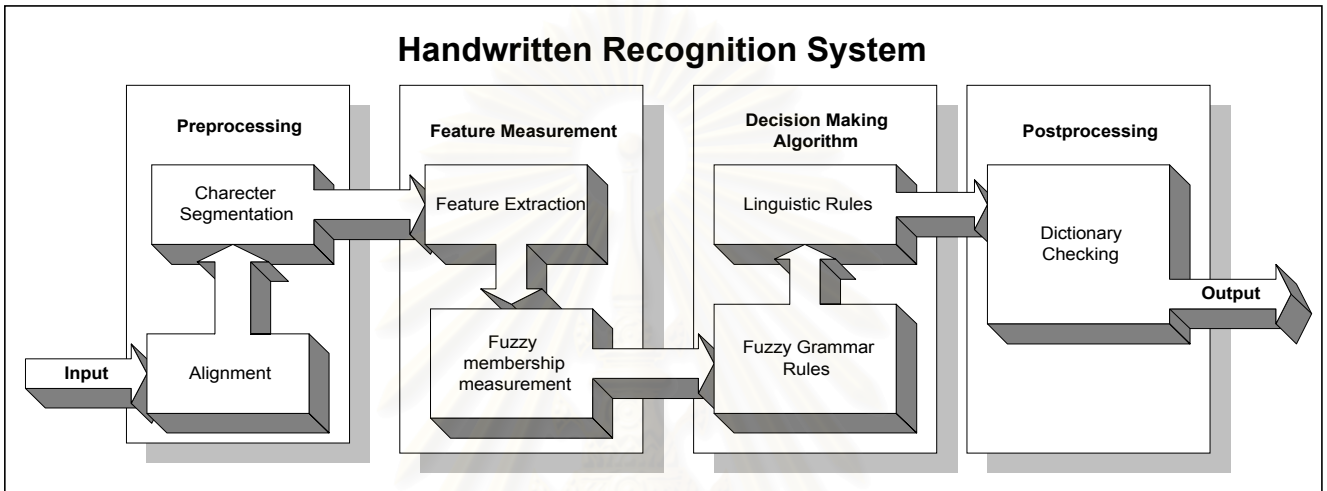 Handwritten Recognition System
Preprocessing
Charecter
Segmentation
Input
Alignment
Feature Measurement
Feature Extraction
Fuzzy
membership
measurement
Decision Making
Algorithm
Linguistic Rules
Fuzzy Grammar
Rules
Postprocessing
Dictionary
Checking
Output